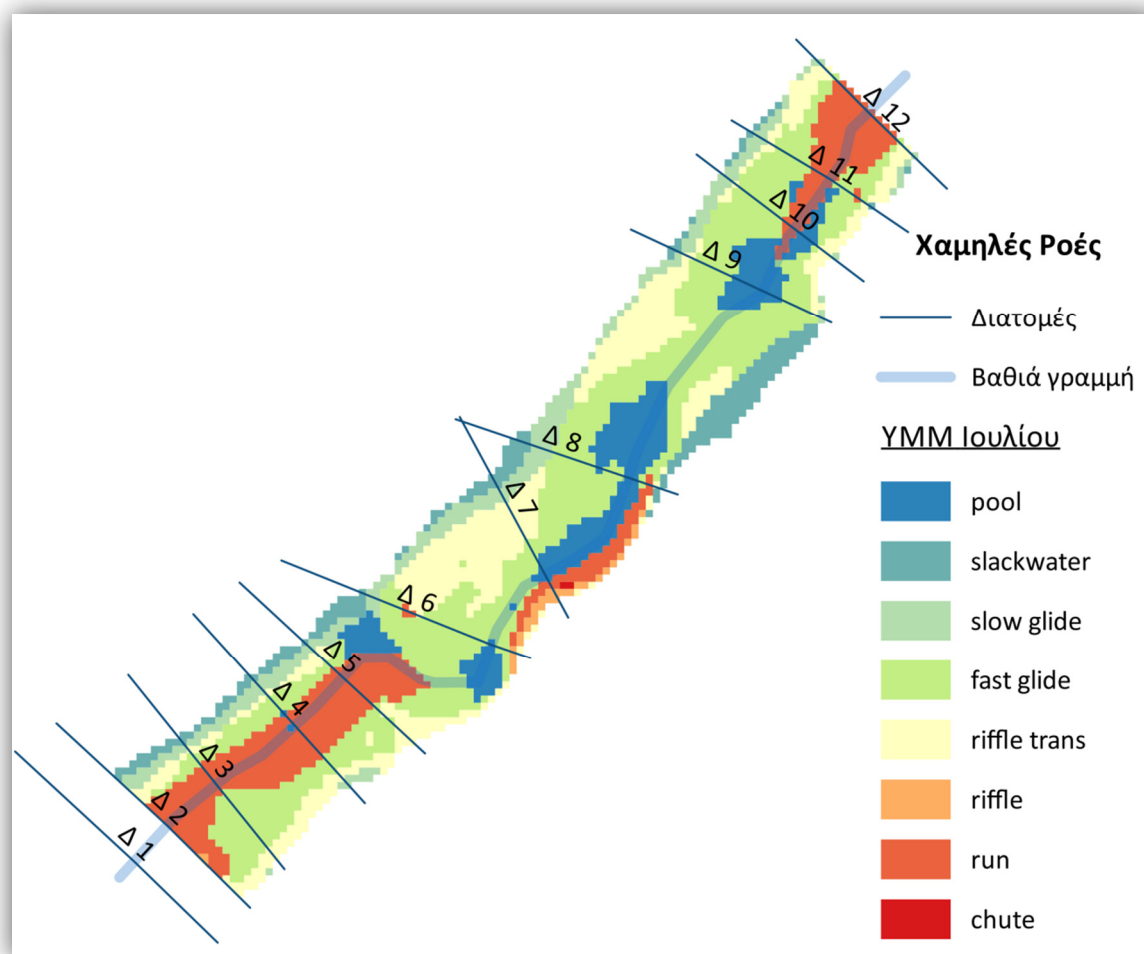 Δ 12
Δ 11
Δ 10
Δ 9
Δ 8
Δ 7
Δ 6
Δ 5
Δ 4
Δ 3
Δ 2
Δ 1
Χαμηλές Ροές
Διατομές
Βαθιά γραμμή
ΥΜΜ Ιουλίου
pool
slackwater
slow glide
fast glide
riffle trans
riffle
run
chute